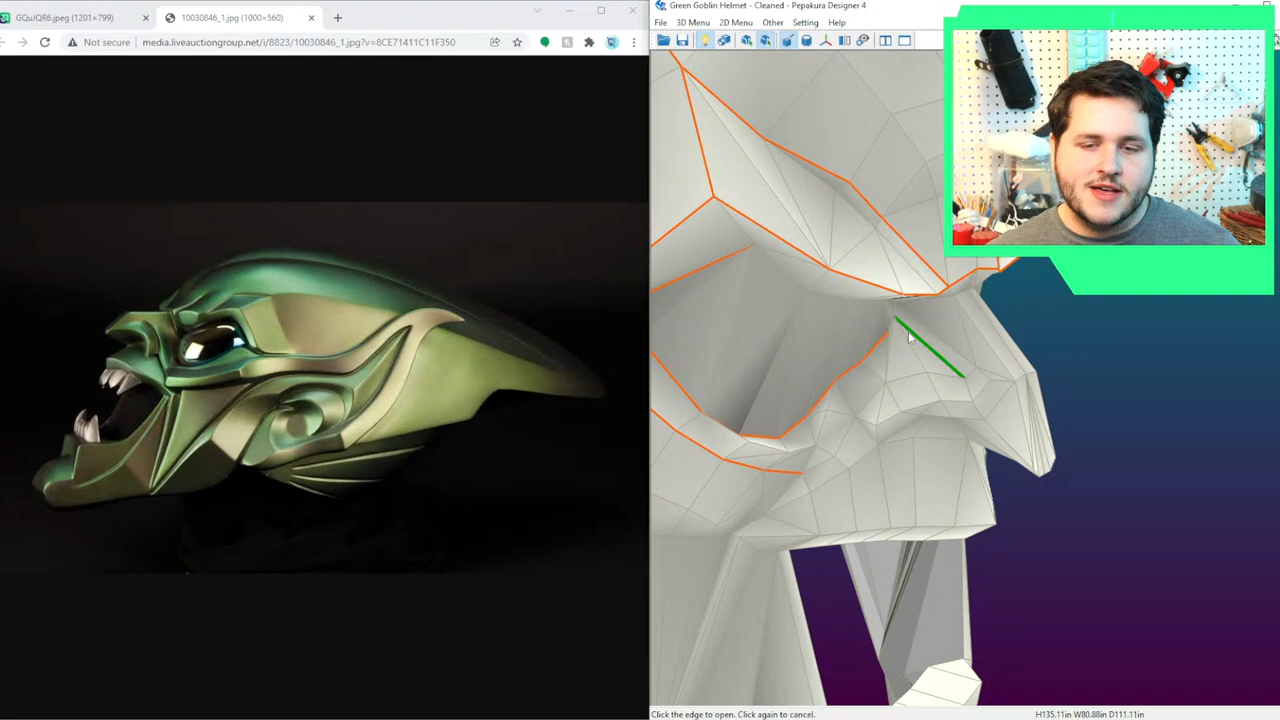 GQuJQR6.jpeg (1201×799)
10030846_1.jpg (1000×560)
Not secure
media.liveauctiongroup.net/i/8823/10030846_1.jpg?v=8CE71411C11F350
Green Goblin Helmet - Cleaned - Pepakura Designer 4
File 3D Menu 2D Menu Other Setting Help
Click the edge to open. Click again to cancel.
H135.11in W80.88in D111.11in